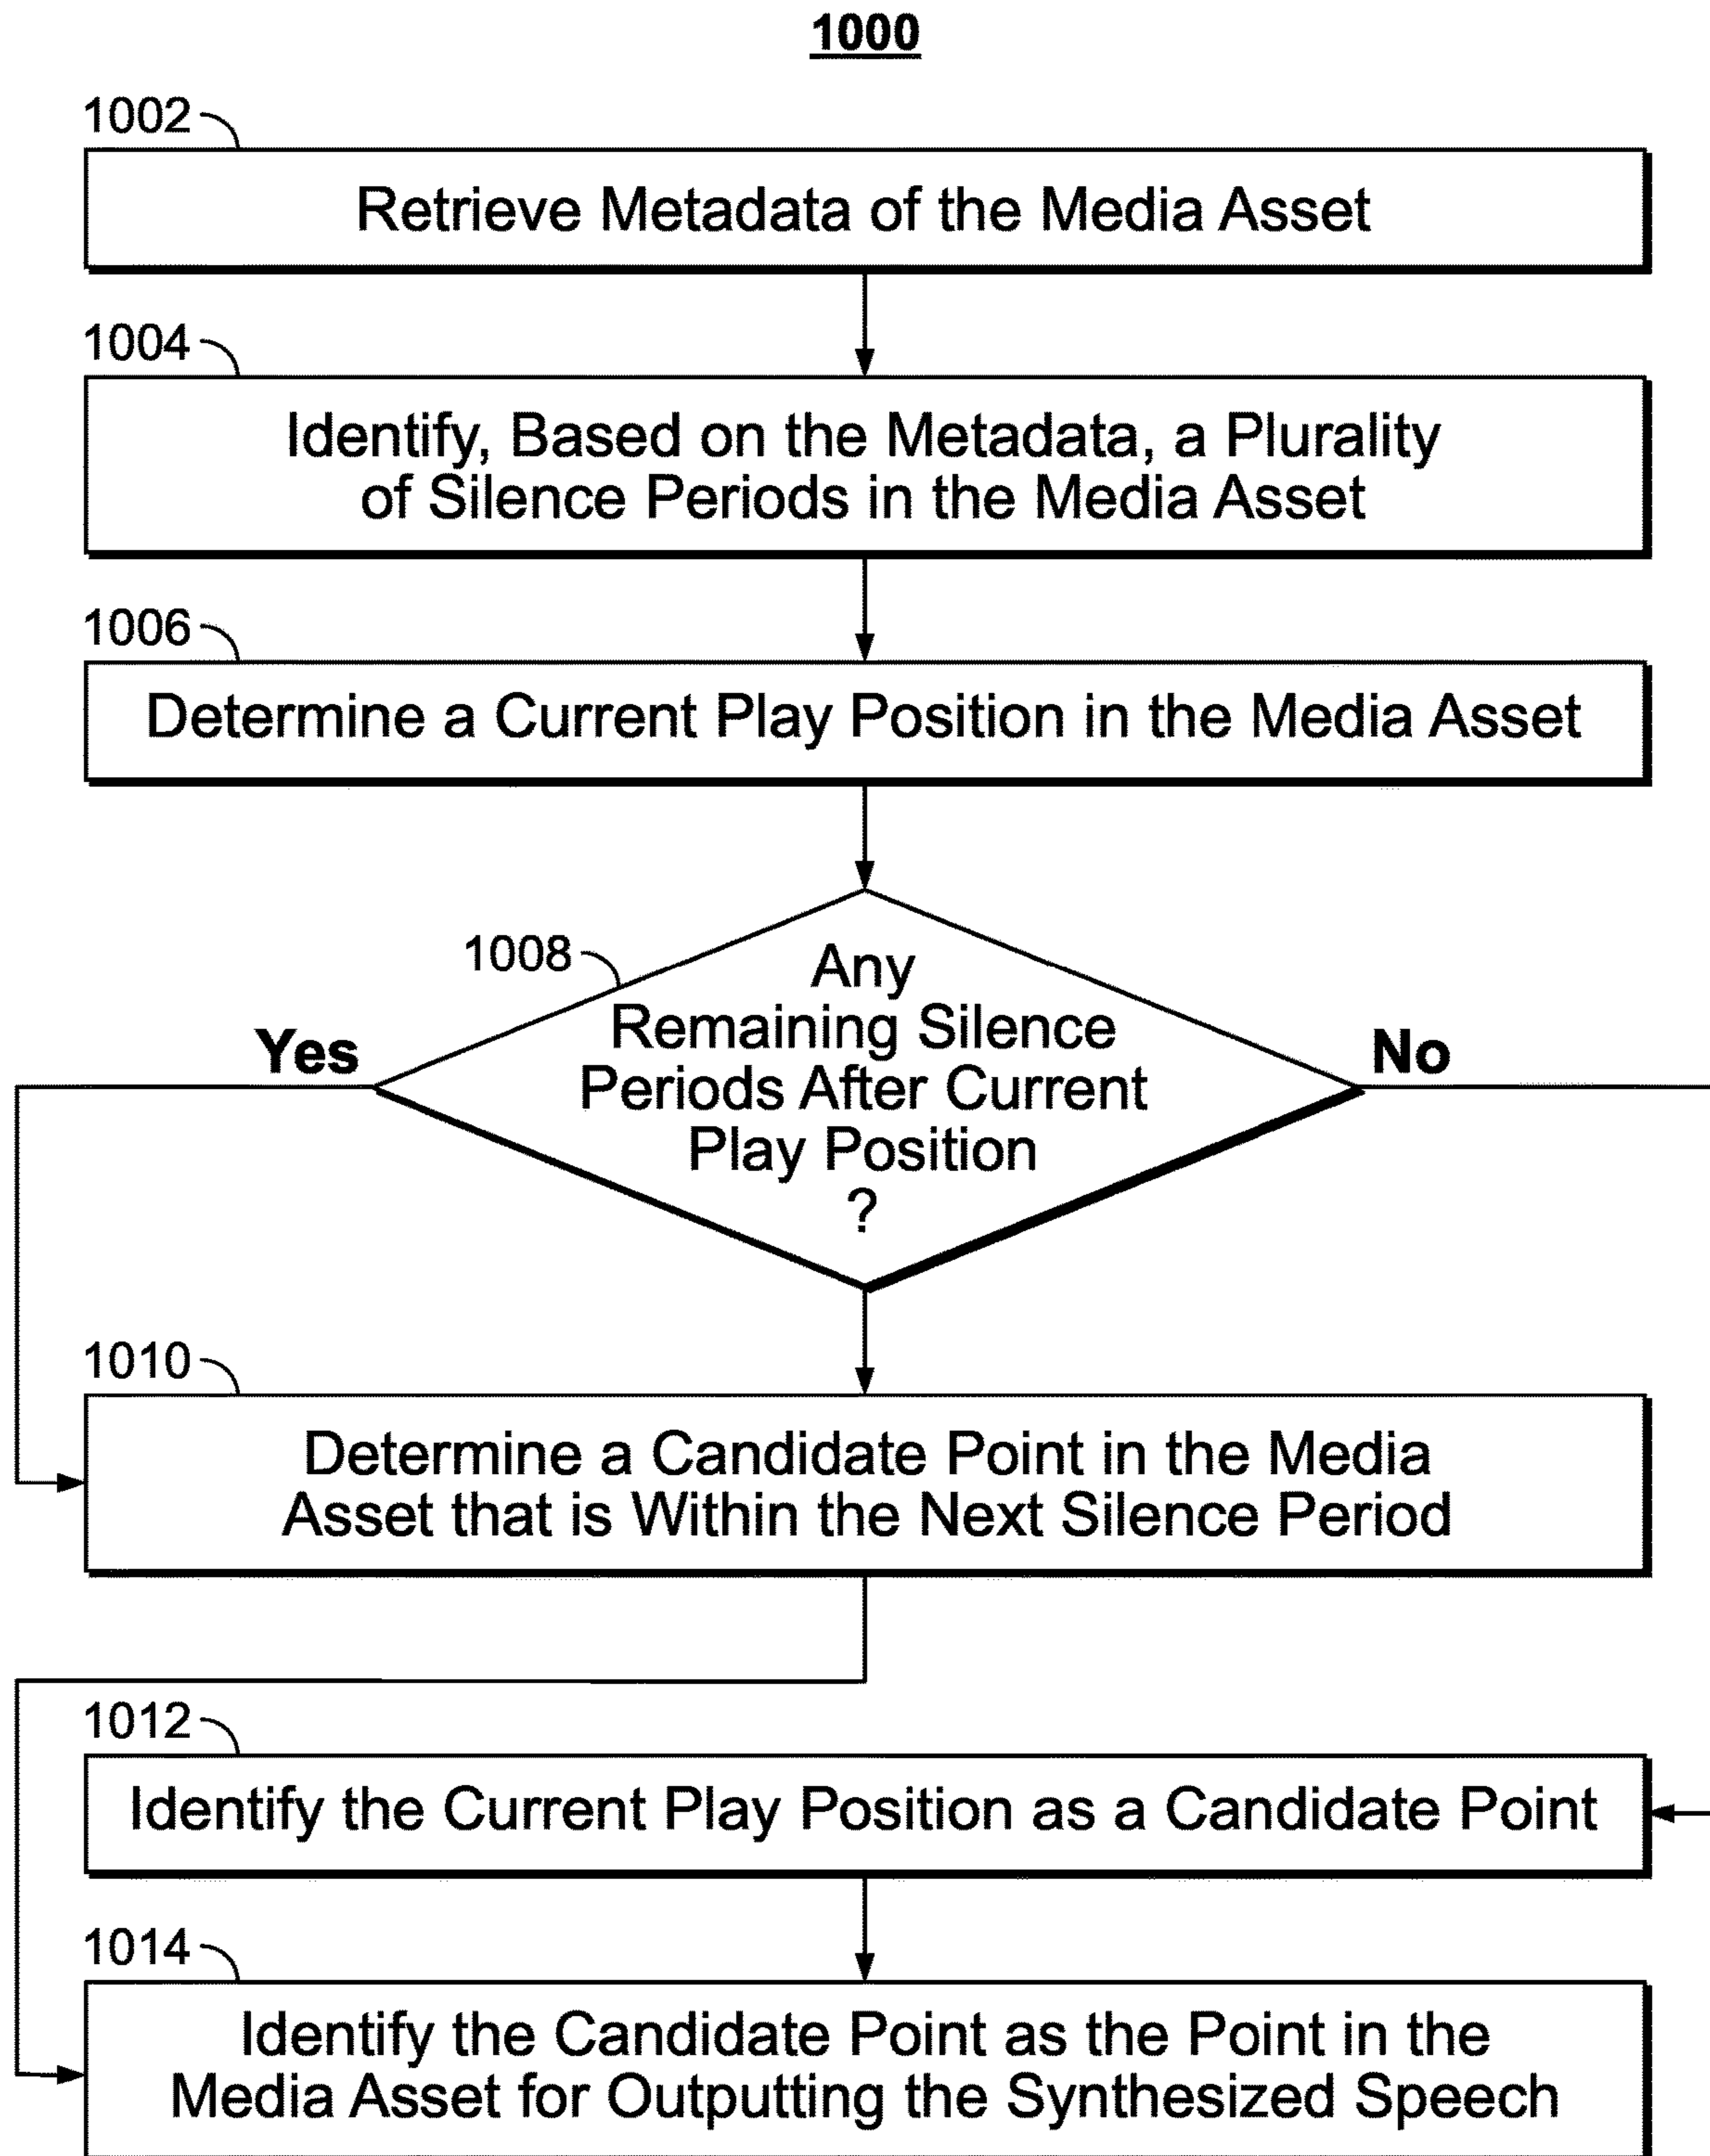 1000
1002
Retrieve Metadata of the Media Asset
1004
Identify, Based on the Metadata, a Plurality
of Silence Periods in the Media Asset
1006
Determine a Current Play Position in the Media Asset
1008
Any
Remaining Silence
Periods After Current
Play Position
?
Yes
No
1010
Determine a Candidate Point in the Media
Asset that is Within the Next Silence Period
1012
Identify the Current Play Position as a Candidate Point
1014
Identify the Candidate Point as the Point in the
Media Asset for Outputting the Synthesized Speech